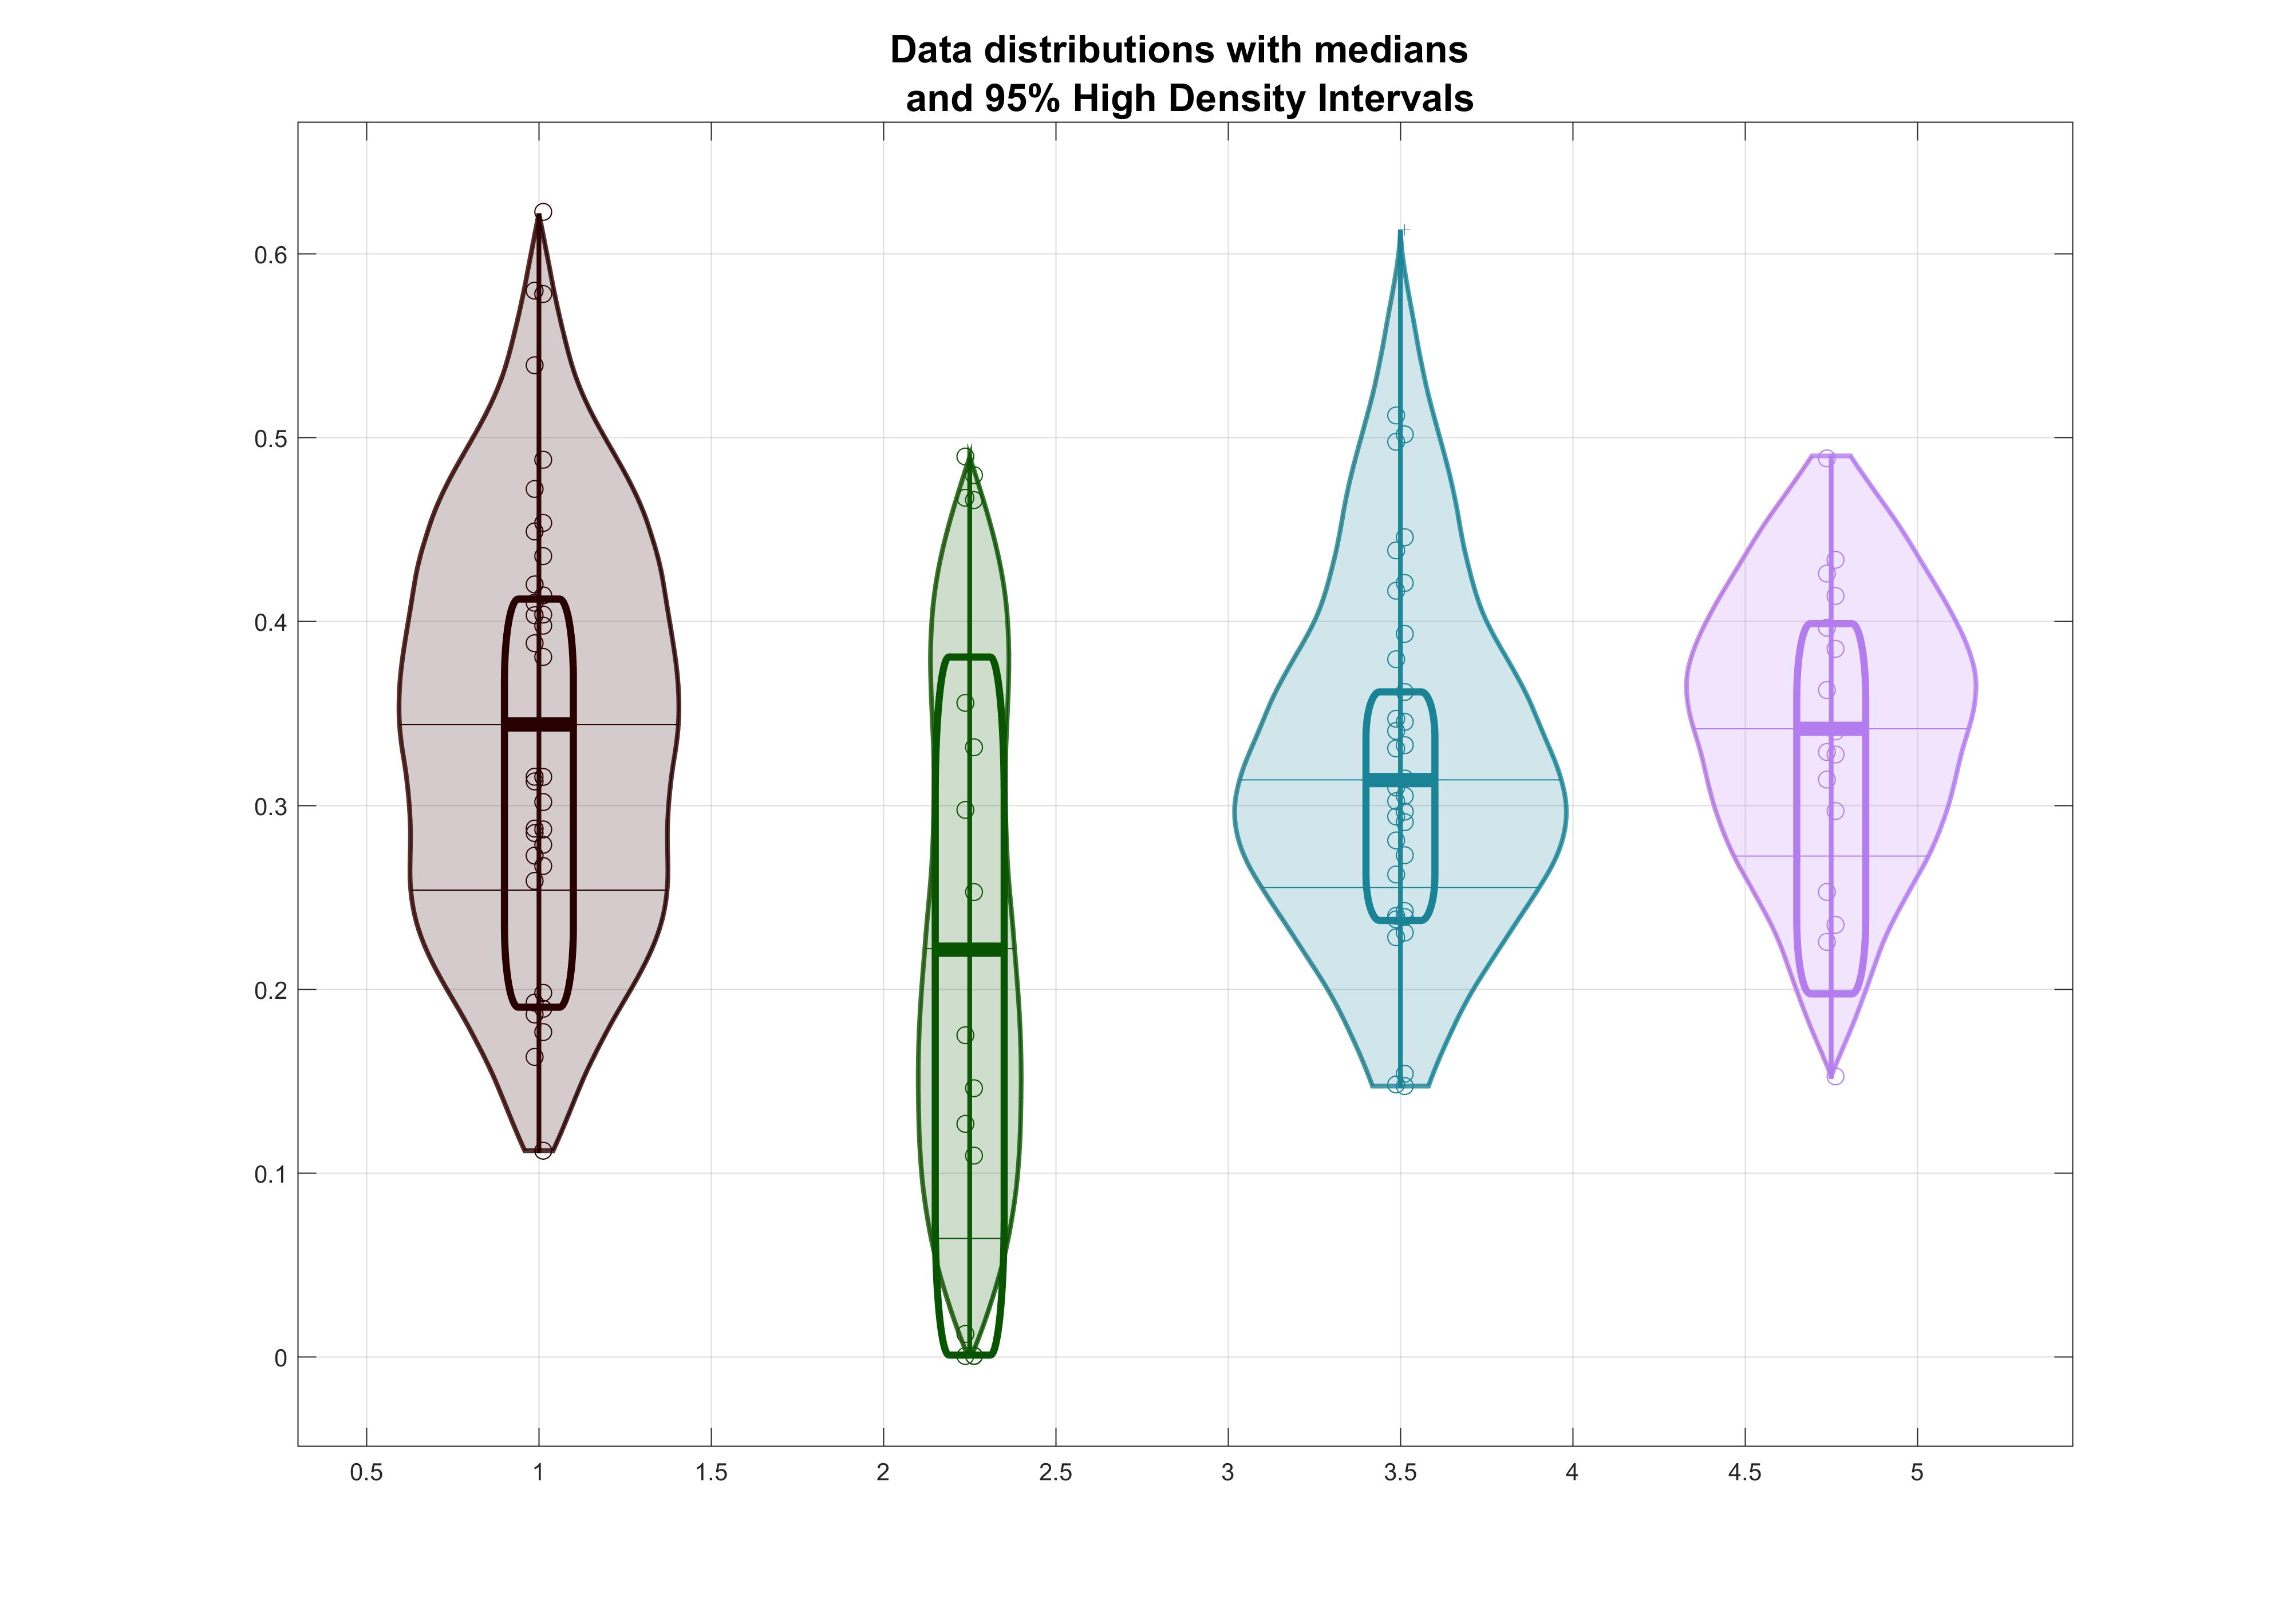 Data distributions with medians
and 95% High Density Intervals
0.6
0.5
0.4
0.3
0.2
0.1
0
0.5 1 1.5 2 2.5 3 3.5 4 4.5 5